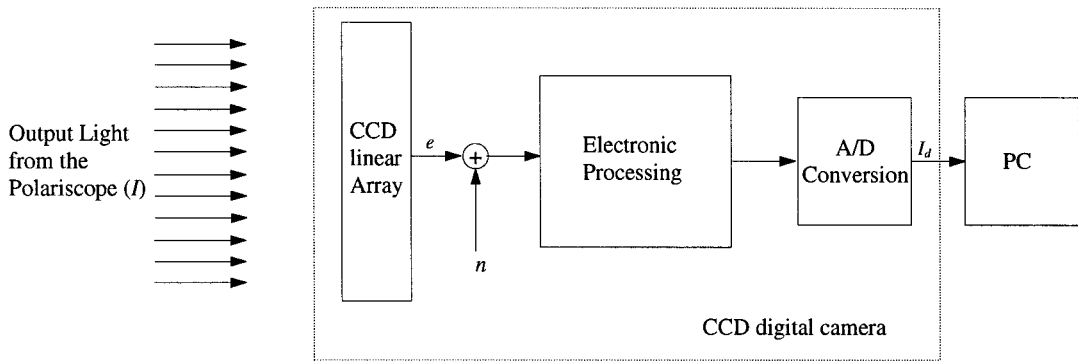 Output Light
from the
Polariscope (I)
CCD
linear
Array
e
+
n
Electronic
Processing
A/D
Conversion
I_d
PC
CCD digital camera